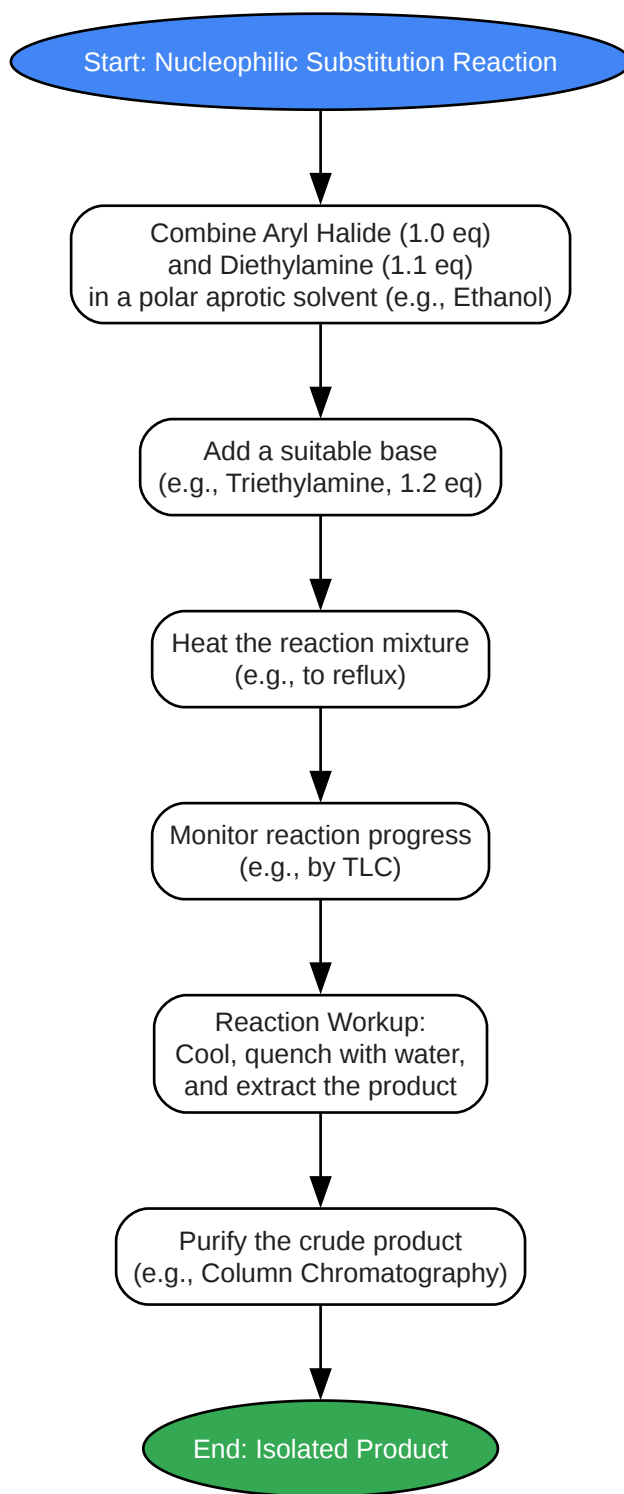 Start: Nucleophilic Substitution Reaction
Combine Aryl Halide (1.0 eq)
and Diethylamine (1.1 eq)
in a polar aprotic solvent (e.g., Ethanol)
Add a suitable base
(e.g., Triethylamine, 1.2 eq)
Heat the reaction mixture
(e.g., to reflux)
Monitor reaction progress
(e.g., by TLC)
Reaction Workup:
Cool, quench with water,
and extract the product
Purify the crude product
(e.g., Column Chromatography)
End: Isolated Product